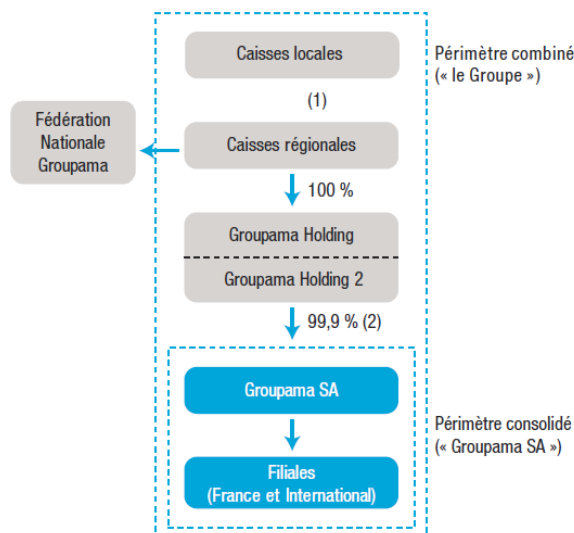 Caisses locales
Périmètre combiné
(« le Groupe »)
(1)
Fédération
Nationale
Groupama
Caisses régionales
100 %
Groupama Holding
Groupama Holding 2
99,9 % (2)
Groupama SA
Périmètre consolidé
(« Groupama SA »)
Filiales
(France et International)